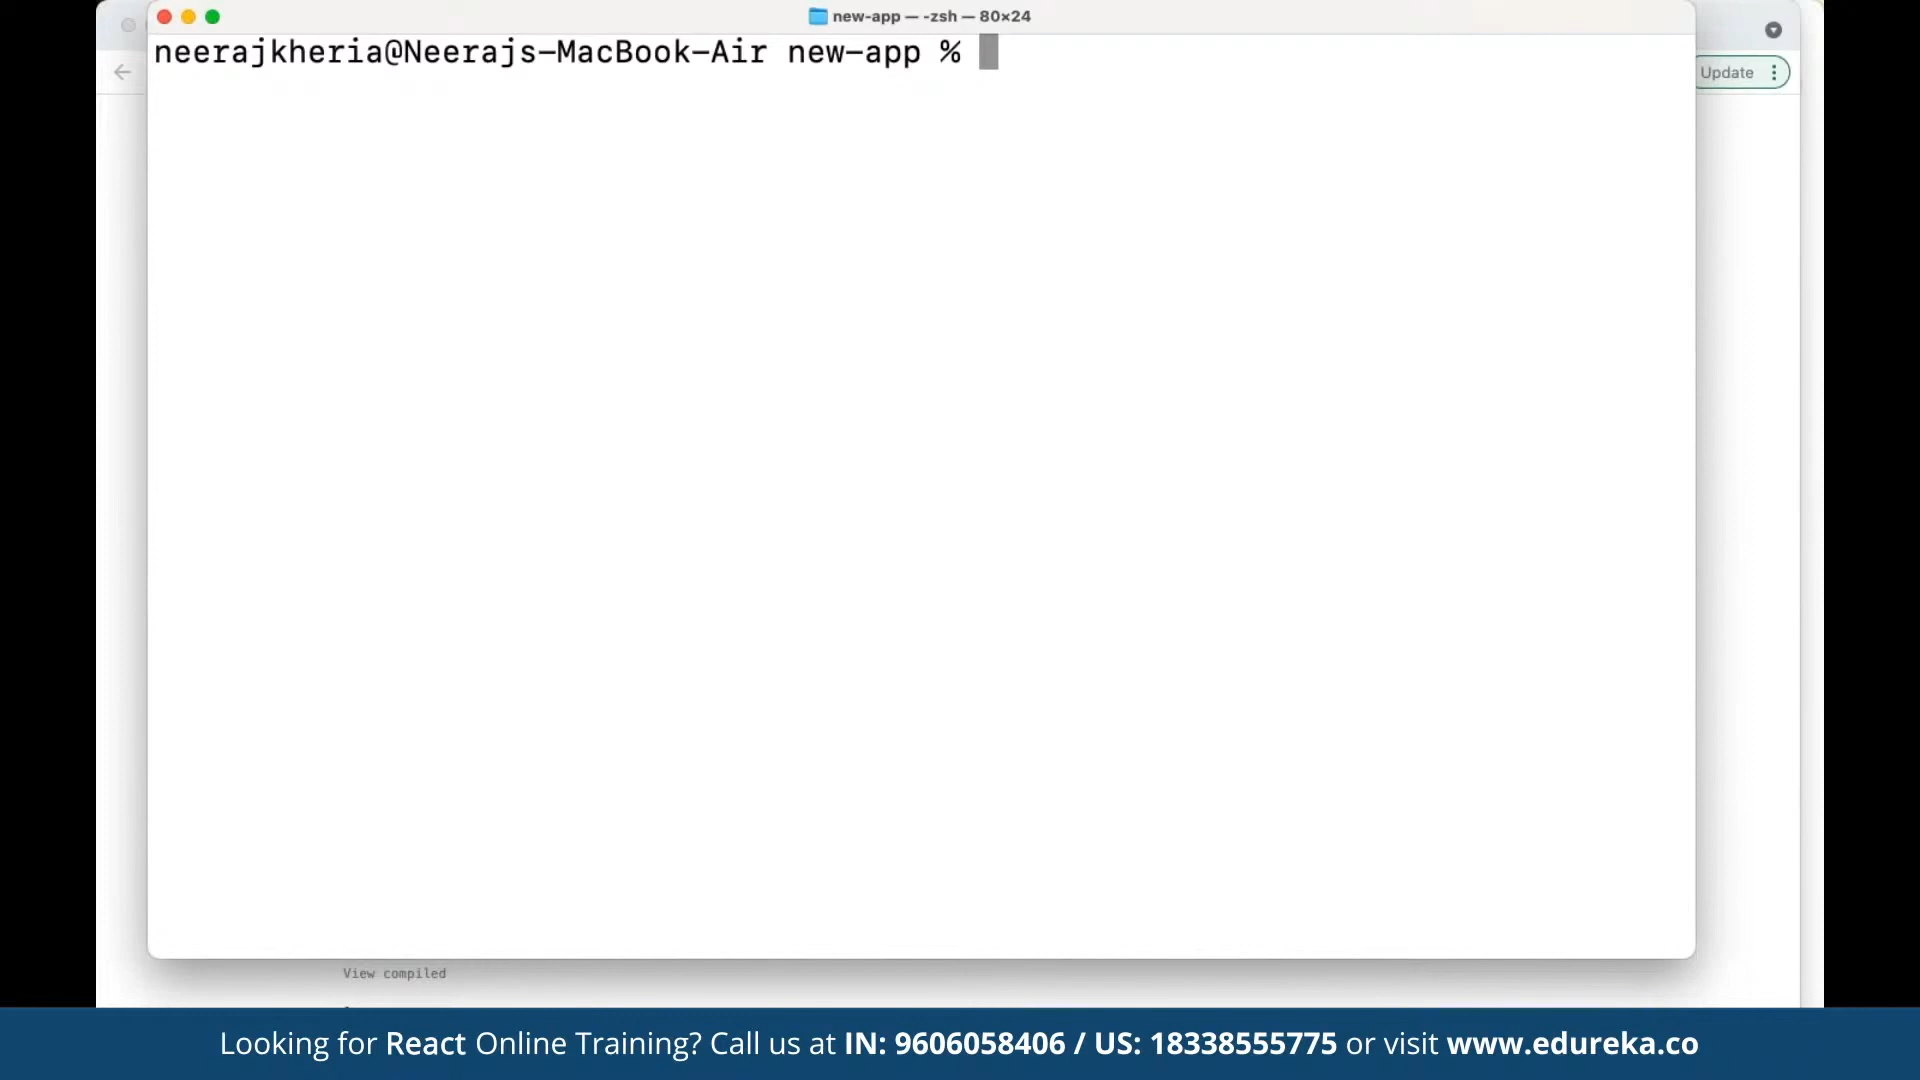 new-app — -zsh — 80×24
neerajkheria@Neerajs-MacBook-Air new-app %
Update
View compiled
Looking for React Online Training? Call us at IN: 9606058406 / US: 18338555775 or visit www.edureka.co